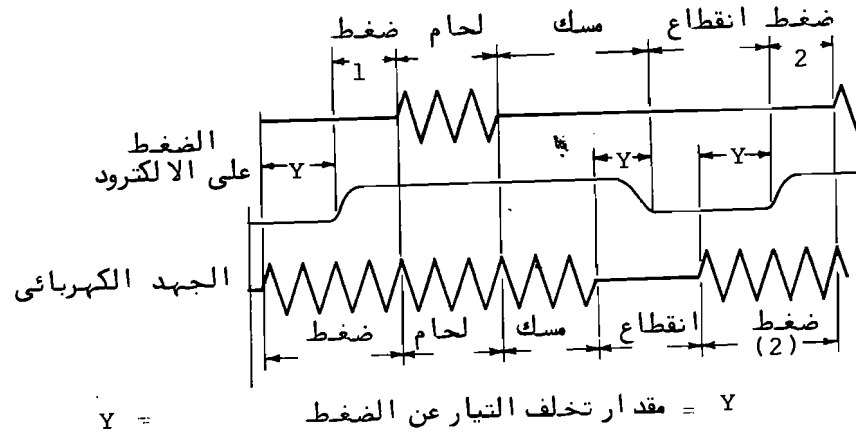 ضغط لحام مسك انقطاع ضغط
1 2
الضغط
على الالكترود
Y Y Y
الجهد الكهربائى
ضغط لحام مسك انقطاع ضغط
(2)
Y = مقدار تخلف التيار عن الضغط = Y